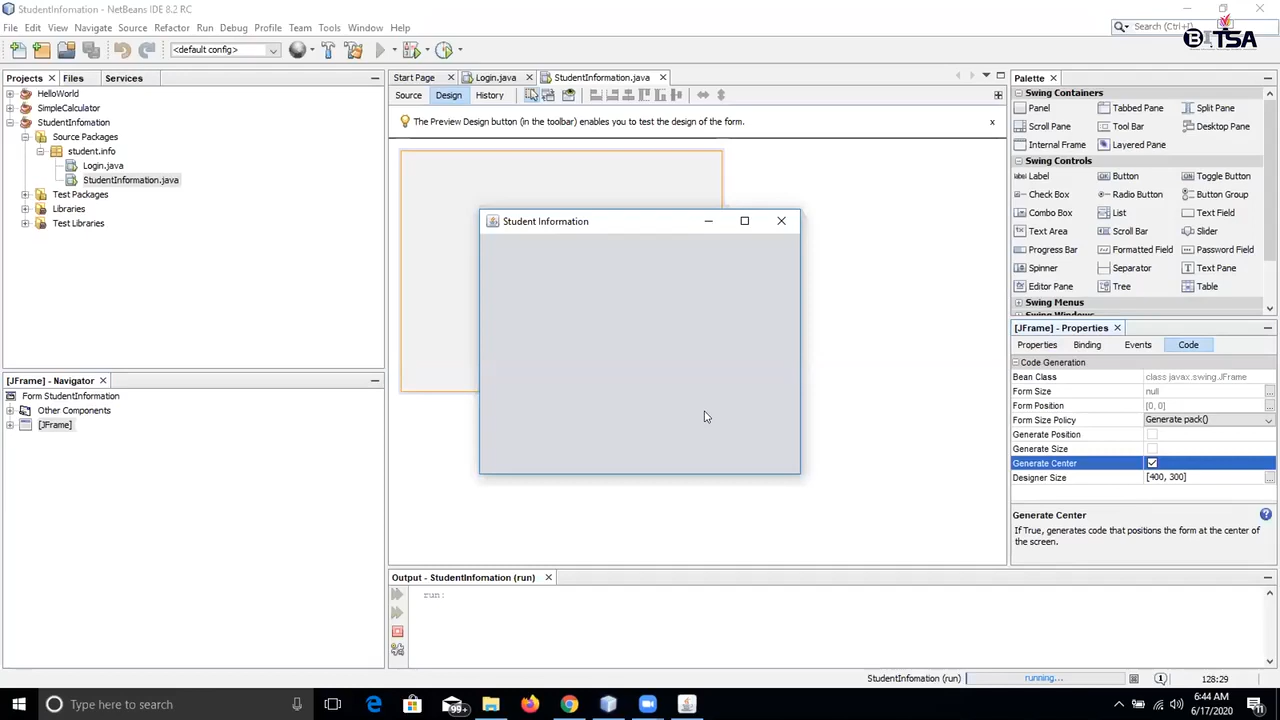 StudentInfomation - NetBeans IDE 8.2 RC
File Edit View Navigate Source Refactor Run Debug Profile Team Tools Window Help
Search (Ctrl+I)
BITSA
<default config>
Projects Files Services
Start Page Login.java StudentInformation.java
Palette
HelloWorld
SimpleCalculator
StudentInfomation
Source Packages
student.info
Login.java
StudentInformation.java
Test Packages
Libraries
Test Libraries
Source Design History
The Preview Design button (in the toolbar) enables you to test the design of the form. x
Student Information
Swing Containers
Panel Tabbed Pane Split Pane
Scroll Pane Tool Bar Desktop Pane
Internal Frame Layered Pane
Swing Controls
Label Button Toggle Button
Check Box Radio Button Button Group
Combo Box List Text Field
Text Area Scroll Bar Slider
Progress Bar Formatted Field Password Field
Spinner Separator Text Pane
Editor Pane Tree Table
Swing Menus
Swing Windows
[JFrame] - Properties
Properties Binding Events Code
Code Generation
Bean Class class javax.swing.JFrame
Form Size null
Form Position [0, 0]
Form Size Policy Generate pack()
Generate Position
Generate Size
Generate Center
Designer Size [400, 300]
Generate Center
If True, generates code that positions the form at the center of
the screen.
[JFrame] - Navigator
Form StudentInformation
Other Components
[JFrame]
Output - StudentInfomation (run)
run:
StudentInfomation (run) running... 128:29
Type here to search
99+
6:44 AM
6/17/2020
11